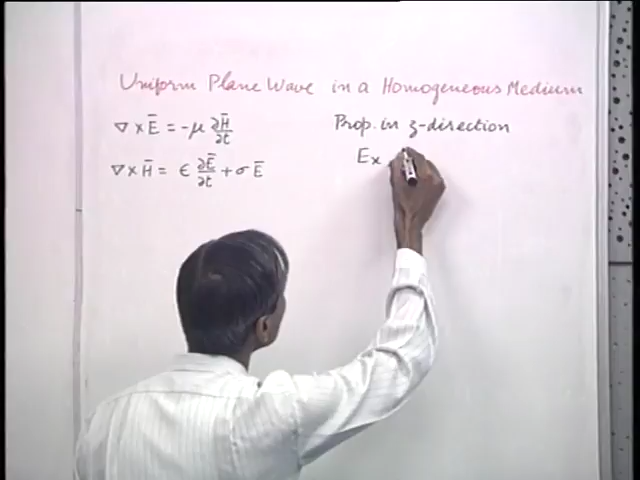 Uniform Plane Wave in a Homogeneous Medium
∇ × Ē = -μ ∂H̄/∂t
∇ × H̄ = ϵ ∂Ē/∂t + σ Ē
Prop. in z-direction
Ex